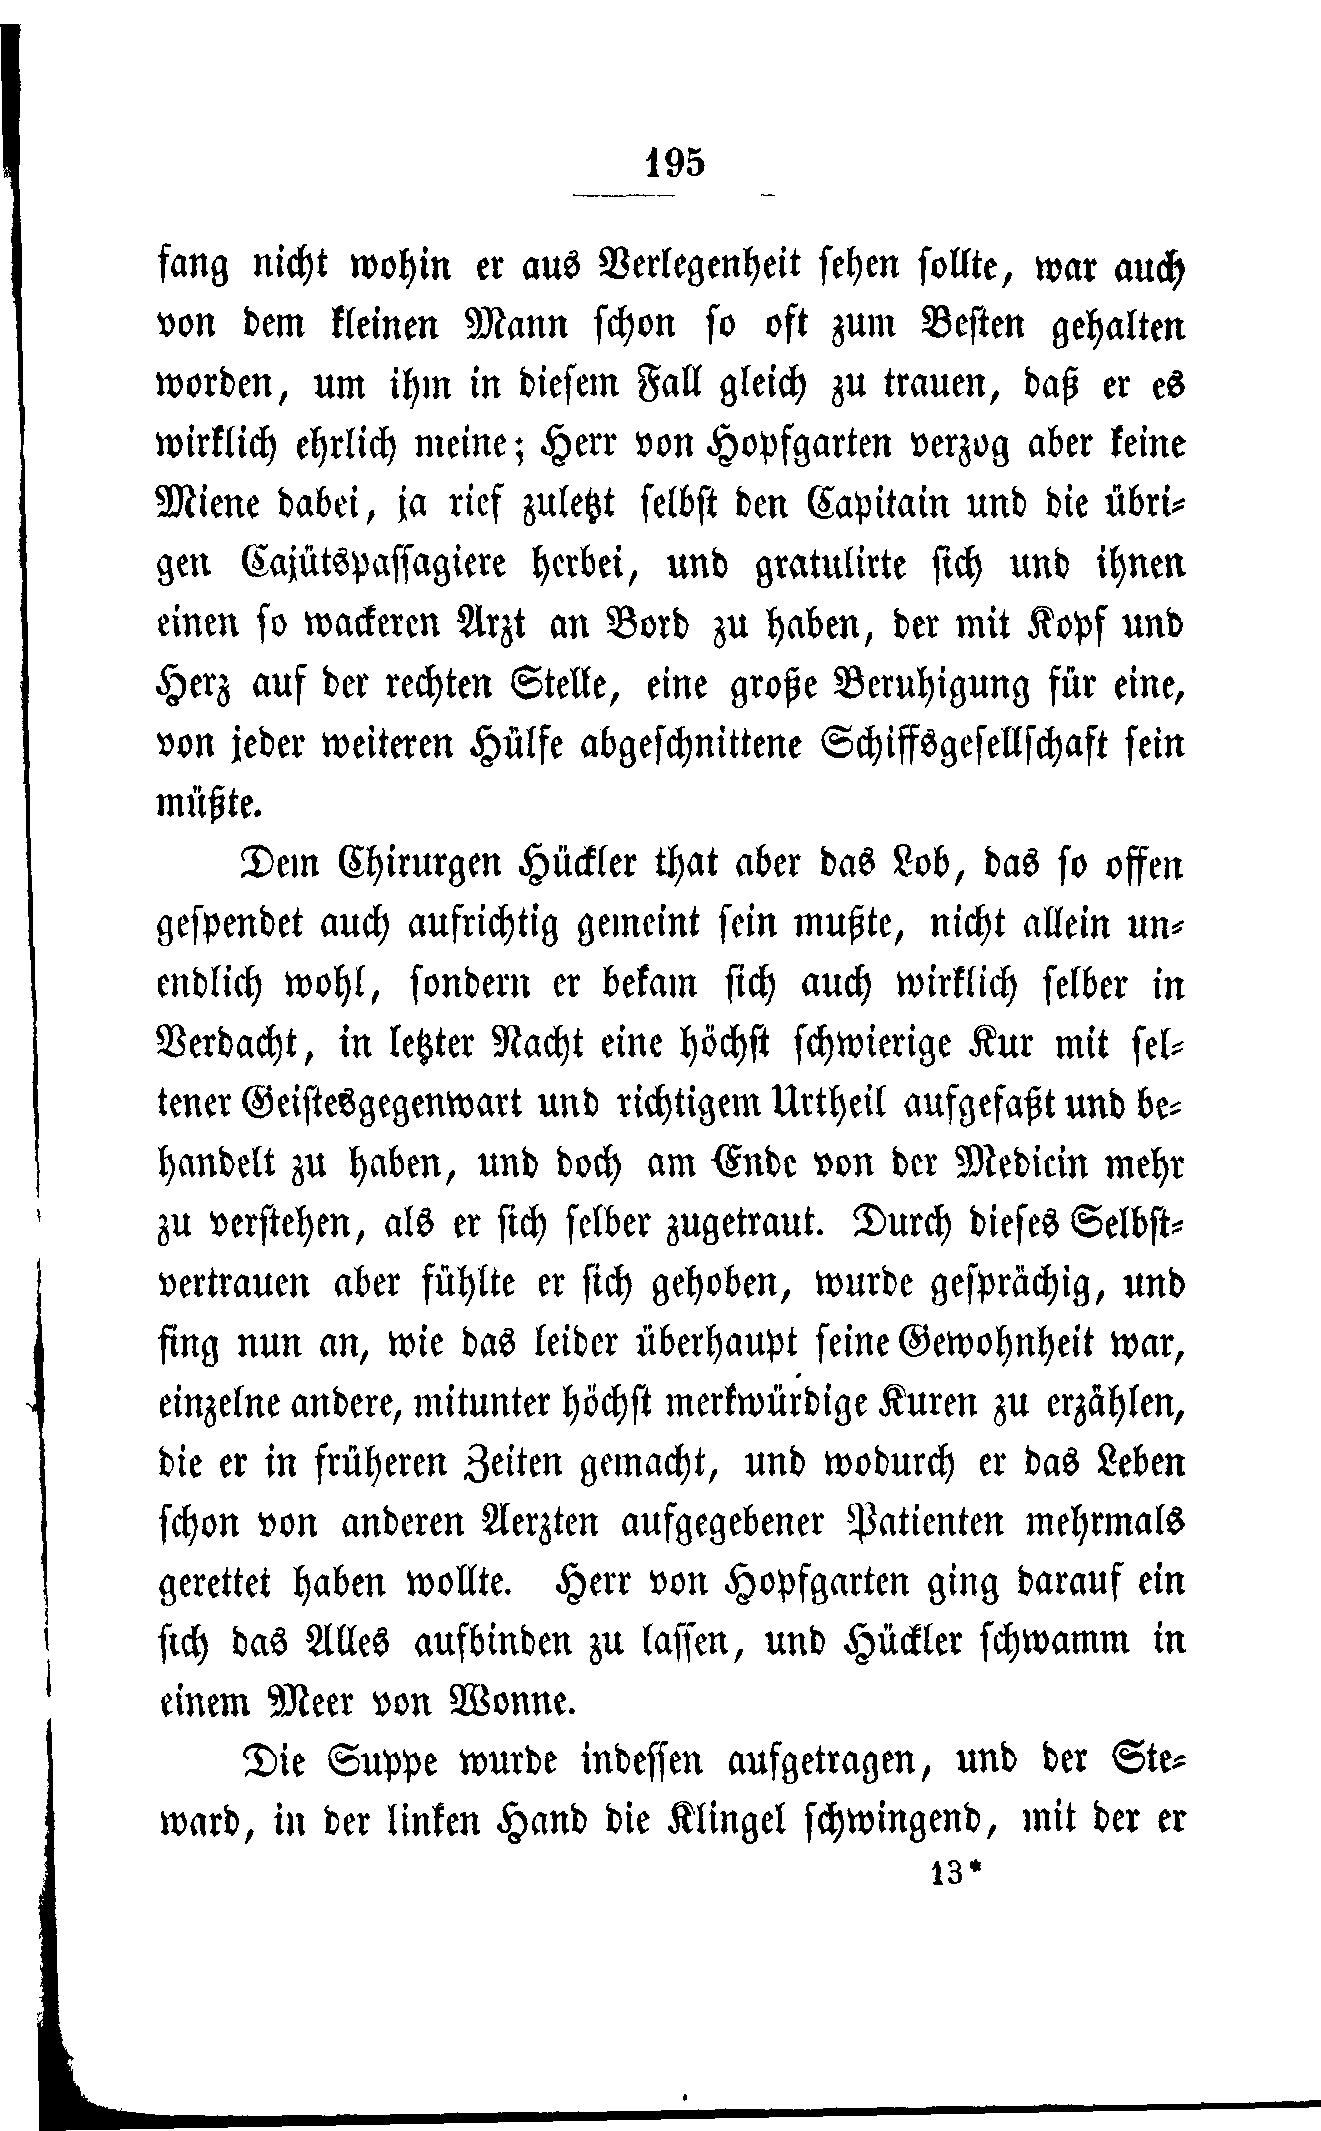 195
fang nicht wohin er aus Verlegenheit sehen sollte, war auch
von dem kleinen Mann schon so oft zum Besten gehalten
worden, um ihm in diesem Fall gleich zu trauen, daß er es
wirklich ehrlich meine; Herr von Hopfgarten verzog aber keine
Miene dabei, ja rief zuletzt selbst den Capitain und die übri-
gen Cajütspassagiere herbei, und gratulirte sich und ihnen
einen so wackeren Arzt an Bord zu haben, der mit Kopf und
Herz auf der rechten Stelle, eine große Beruhigung für eine,
von jeder weiteren Hülfe abgeschnittene Schiffsgesellschaft sein
müßte.
Dem Chirurgen Hückler that aber das Lob, das so offen
gespendet auch aufrichtig gemeint sein mußte, nicht allein un-
endlich wohl, sondern er bekam sich auch wirklich selber in
Verdacht, in letzter Nacht eine höchst schwierige Kur mit sel-
tener Geistesgegenwart und richtigem Urtheil aufgefaßt und be-
handelt zu haben, und doch am Ende von der Medicin mehr
zu verstehen, als er sich selber zugetraut. Durch dieses Selbst-
vertrauen aber fühlte er sich gehoben, wurde gesprächig, und
fing nun an, wie das leider überhaupt seine Gewohnheit war,
einzelne andere, mitunter höchst merkwürdige Kuren zu erzählen,
die er in früheren Zeiten gemacht, und wodurch er das Leben
schon von anderen Aerzten aufgegebener Patienten mehrmals
gerettet haben wollte. Herr von Hopfgarten ging darauf ein
sich das Alles aufbinden zu lassen, und Hückler schwamm in
einem Meer von Wonne.
Die Suppe wurde indessen aufgetragen, und der Ste-
ward, in der linken Hand die Klingel schwingend, mit der er
13*